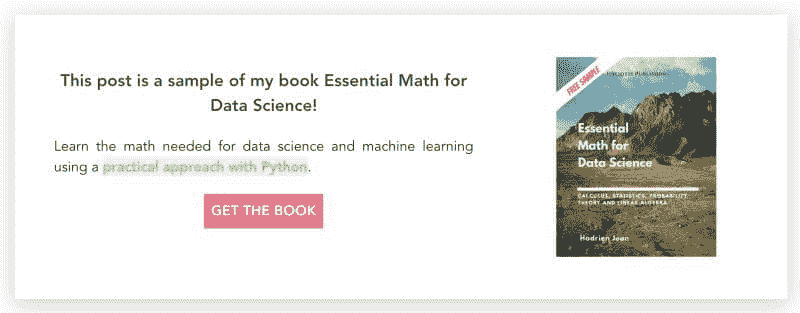 This post is a sample of my book Essential Math for
Data Science!
Learn the math needed for data science and machine learning
using a practical approach with Python.
GET THE BOOK
FREE SAMPLE
Essential
Math for
Data Science
CALCULUS, STATISTICS, PROBABILITY
THEORY AND LINEAR ALGEBRA
Hadrien Jean